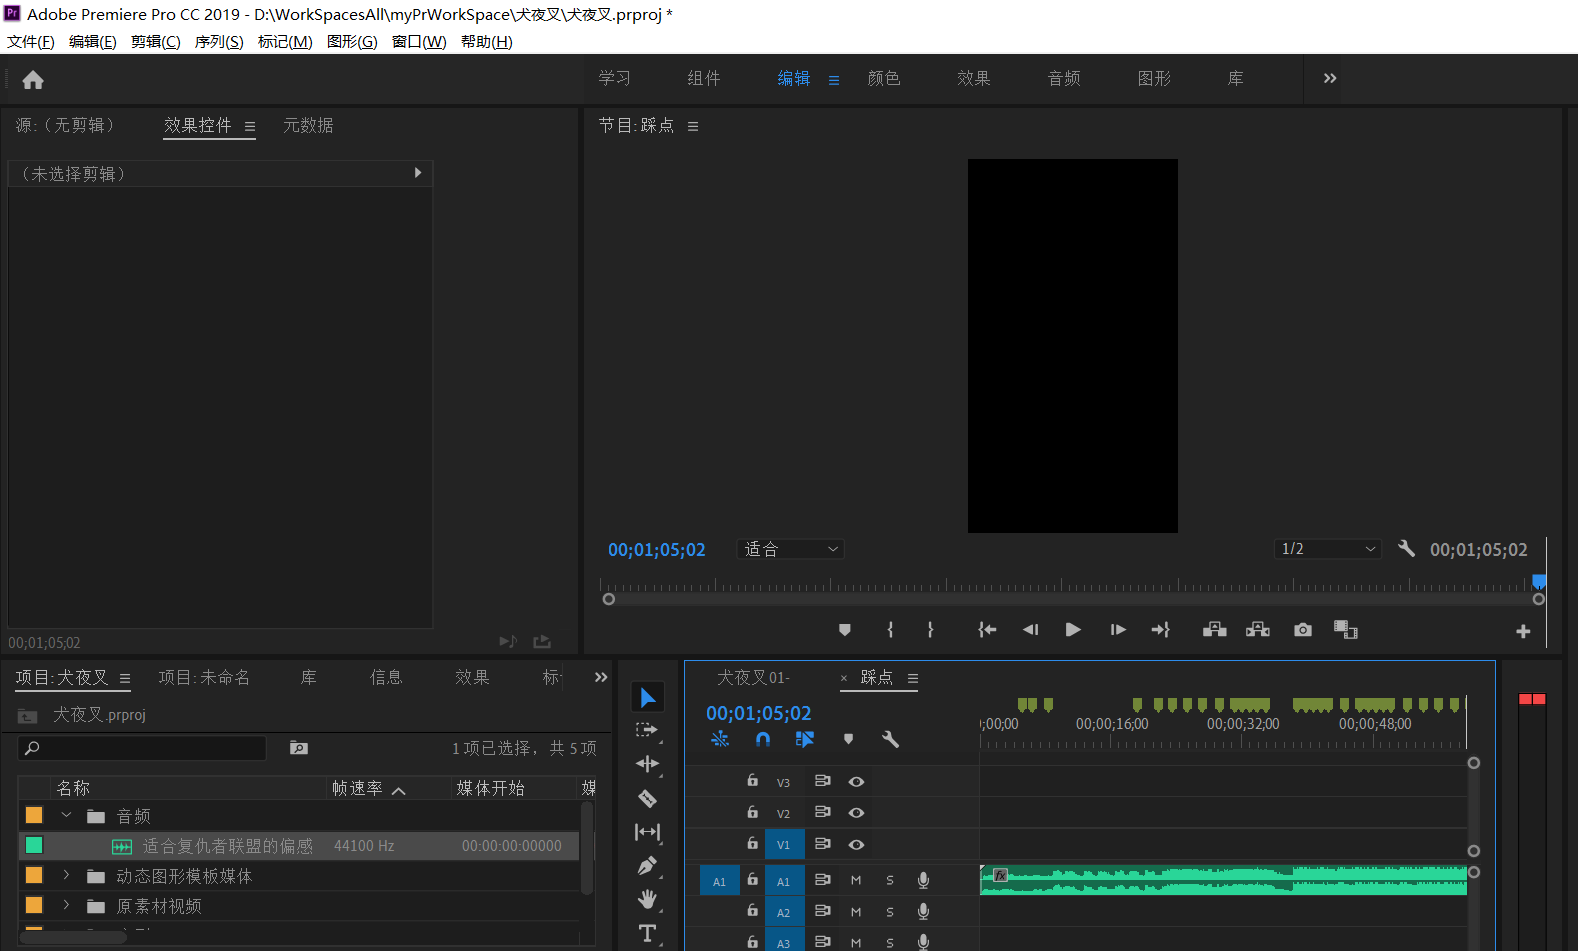 Pr Adobe Premiere Pro CC 2019 - D:\WorkSpacesAll\myPrWorkSpace\犬夜叉\犬夜叉.prproj *
文件(F) 编辑(E) 剪辑(C) 序列(S) 标记(M) 图形(G) 窗口(W) 帮助(H)
学习 组件 编辑 颜色 效果 音频 图形 库
源:（无剪辑） 效果控件 元数据
节目:踩点
（未选择剪辑）
00;01;05;02 适合 1/2 00;01;05;02
00;01;05;02
项目:犬夜叉 项目:未命名 库 信息 效果 标
犬夜叉.prproj
1项已选择，共 5项
名称 帧速率 媒体开始 媒
音频
适合复仇者联盟的偏感 44100 Hz 00:00:00:00000
动态图形模板媒体
原素材视频
T
犬夜叉01- × 踩点
00;01;05;02
;00;00 00;00;16;00 00;00;32;00 00;00;48;00
V3
V2
V1
A1 A1 M S
fx
A2 M S
A3 M S